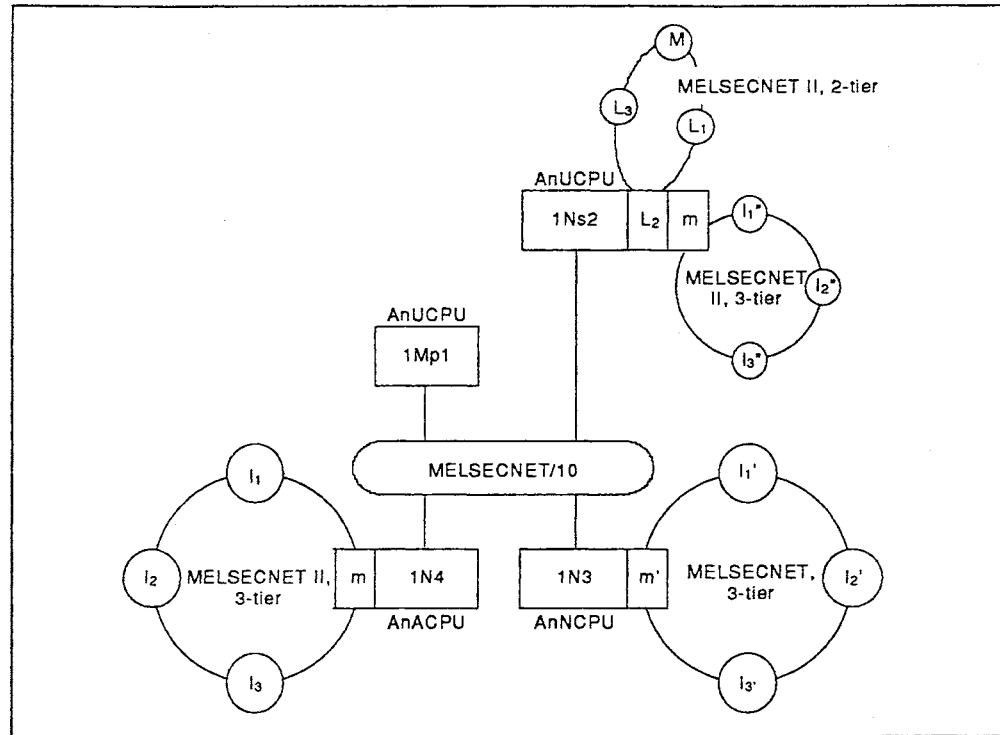 M
MELSECNET II, 2-tier
L3
L1
AnUCPU
1Ns2
L2
m
I1"
MELSECNET
II, 3-tier
I2"
I3"
AnUCPU
1Mp1
MELSECNET/10
I1
I2
MELSECNET II,
3-tier
I3
m
1N4
AnACPU
1N3
m'
AnNCPU
I1'
MELSECNET,
3-tier
I2'
I3'